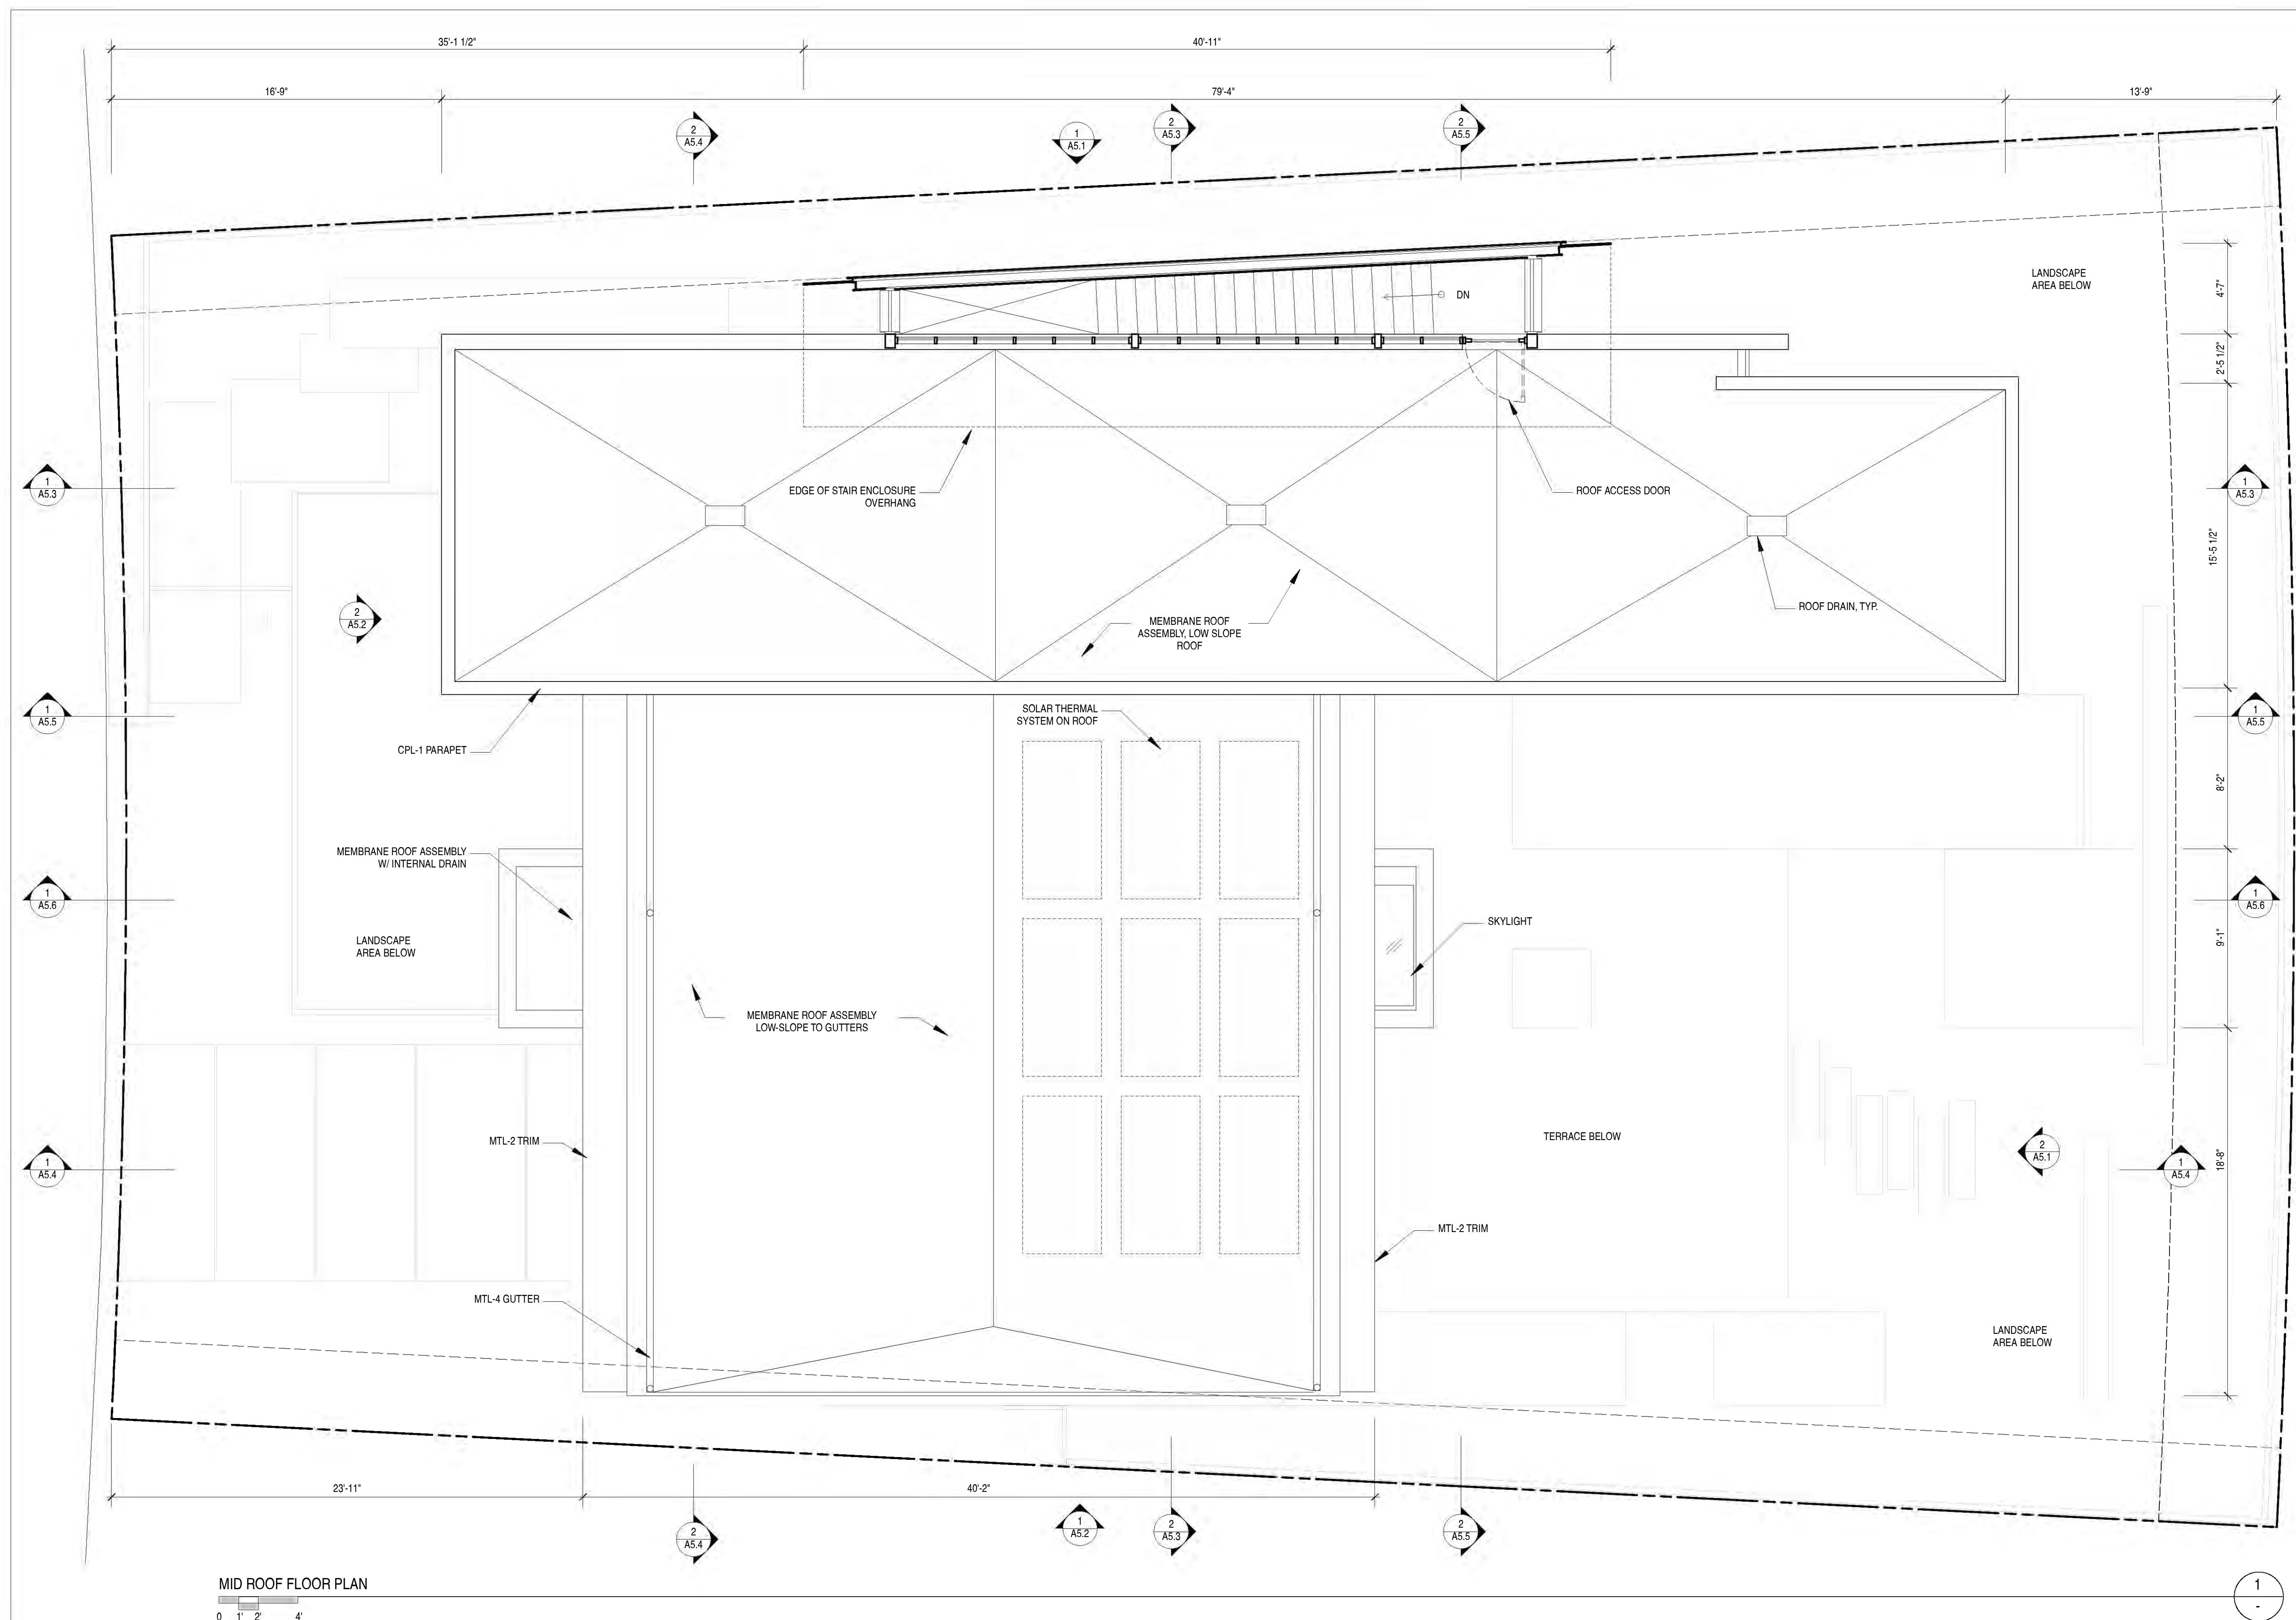 35'-1 1/2"
40'-11"
16'-9"
79'-4"
13'-9"
2
A5.4
1
A5.1
2
A5.3
2
A5.5
LANDSCAPE
AREA BELOW
4'-7"
DN
2'-5 1/2"
1
A5.3
EDGE OF STAIR ENCLOSURE
OVERHANG
ROOF ACCESS DOOR
1
A5.3
15'-5 1/2"
2
A5.2
MEMBRANE ROOF
ASSEMBLY, LOW SLOPE
ROOF
ROOF DRAIN, TYP.
1
A5.5
SOLAR THERMAL
SYSTEM ON ROOF
1
A5.5
CPL-1 PARAPET
8'-2"
MEMBRANE ROOF ASSEMBLY
W/ INTERNAL DRAIN
1
A5.6
1
A5.6
SKYLIGHT
LANDSCAPE
AREA BELOW
9'-1"
MEMBRANE ROOF ASSEMBLY
LOW-SLOPE TO GUTTERS
MTL-2 TRIM
TERRACE BELOW
2
A5.1
1
A5.4
1
A5.4
18'-8"
MTL-2 TRIM
MTL-4 GUTTER
LANDSCAPE
AREA BELOW
23'-11"
40'-2"
2
A5.4
1
A5.2
2
A5.3
2
A5.5
MID ROOF FLOOR PLAN
0 1' 2' 4'
1
-